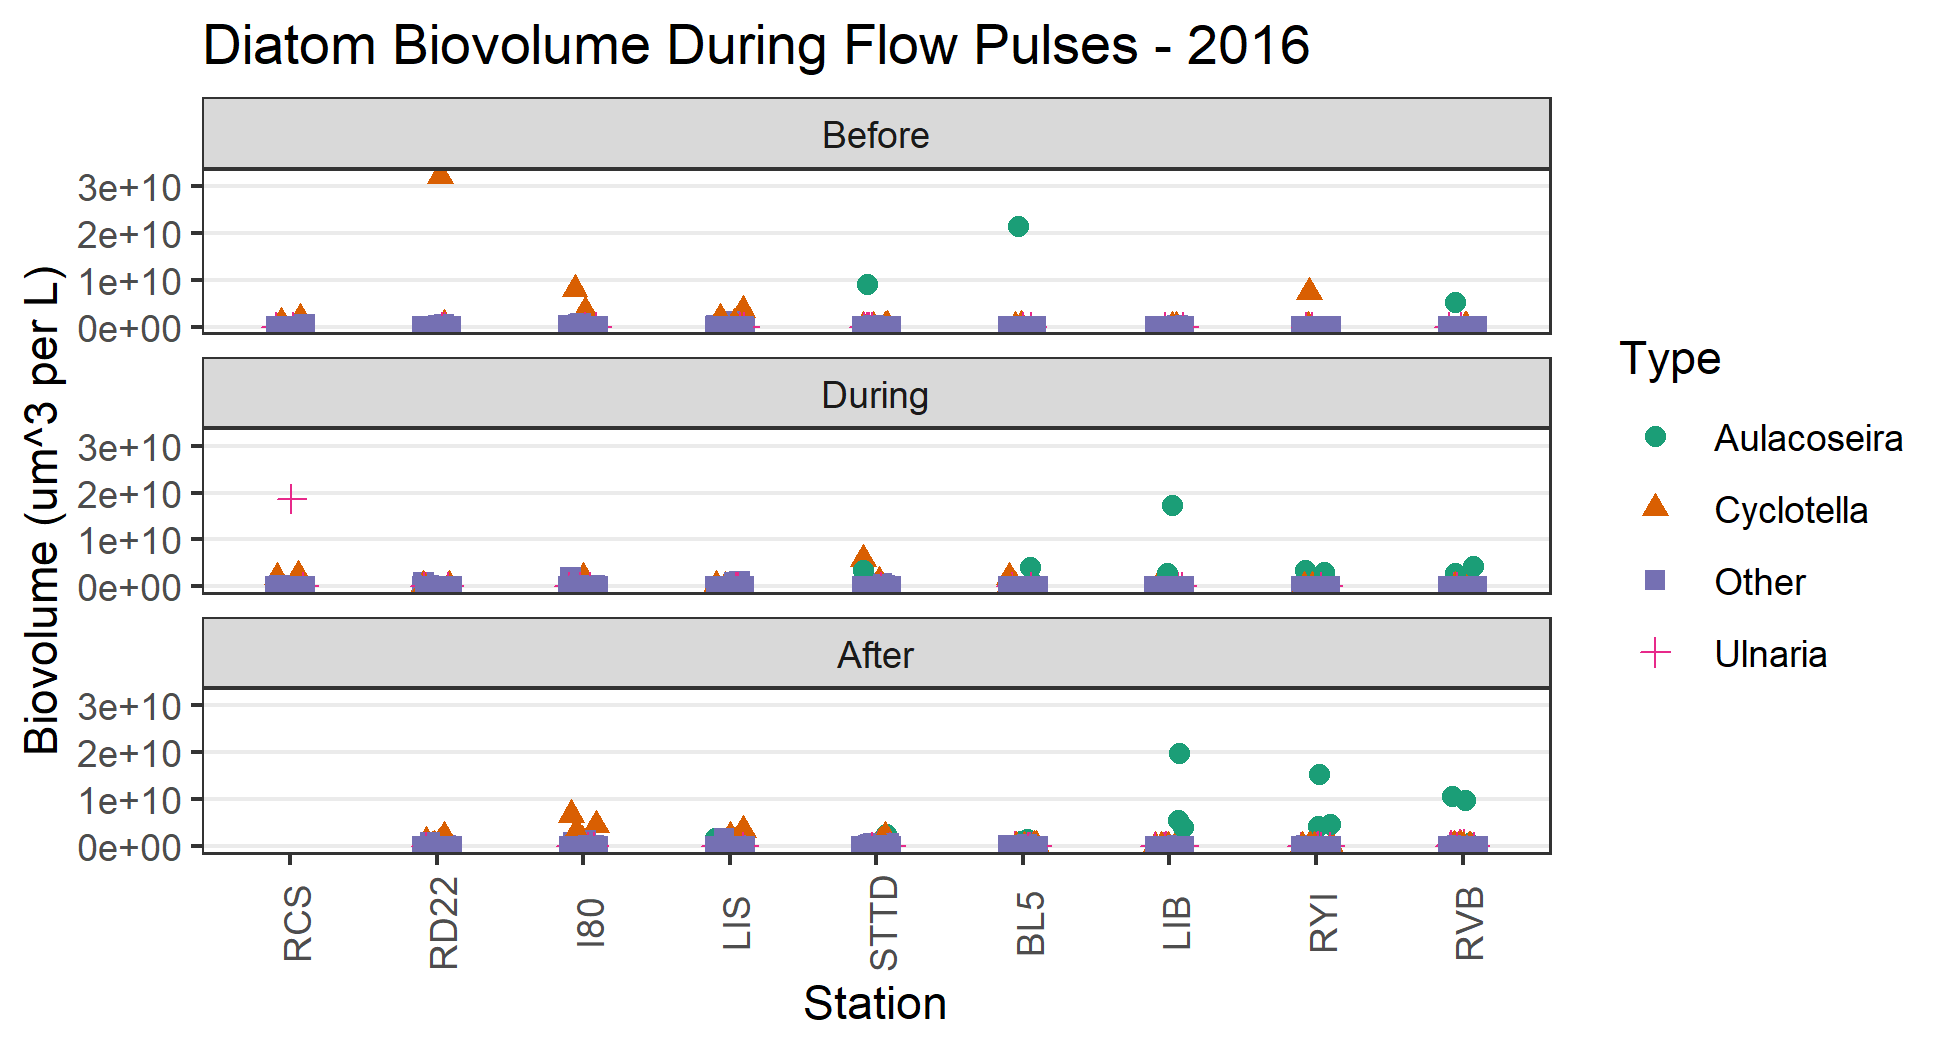 Diatom Biovolume During Flow Pulses - 2016
Biovolume (um^3 per L)
Before
3e+10
2e+10
1e+10
0e+00
During
3e+10
2e+10
1e+10
0e+00
After
3e+10
2e+10
1e+10
0e+00
RCS
RD22
I80
LIS
STTD
BL5
LIB
RYI
RVB
Station
Type
Aulacoseira
Cyclotella
Other
Ulnaria